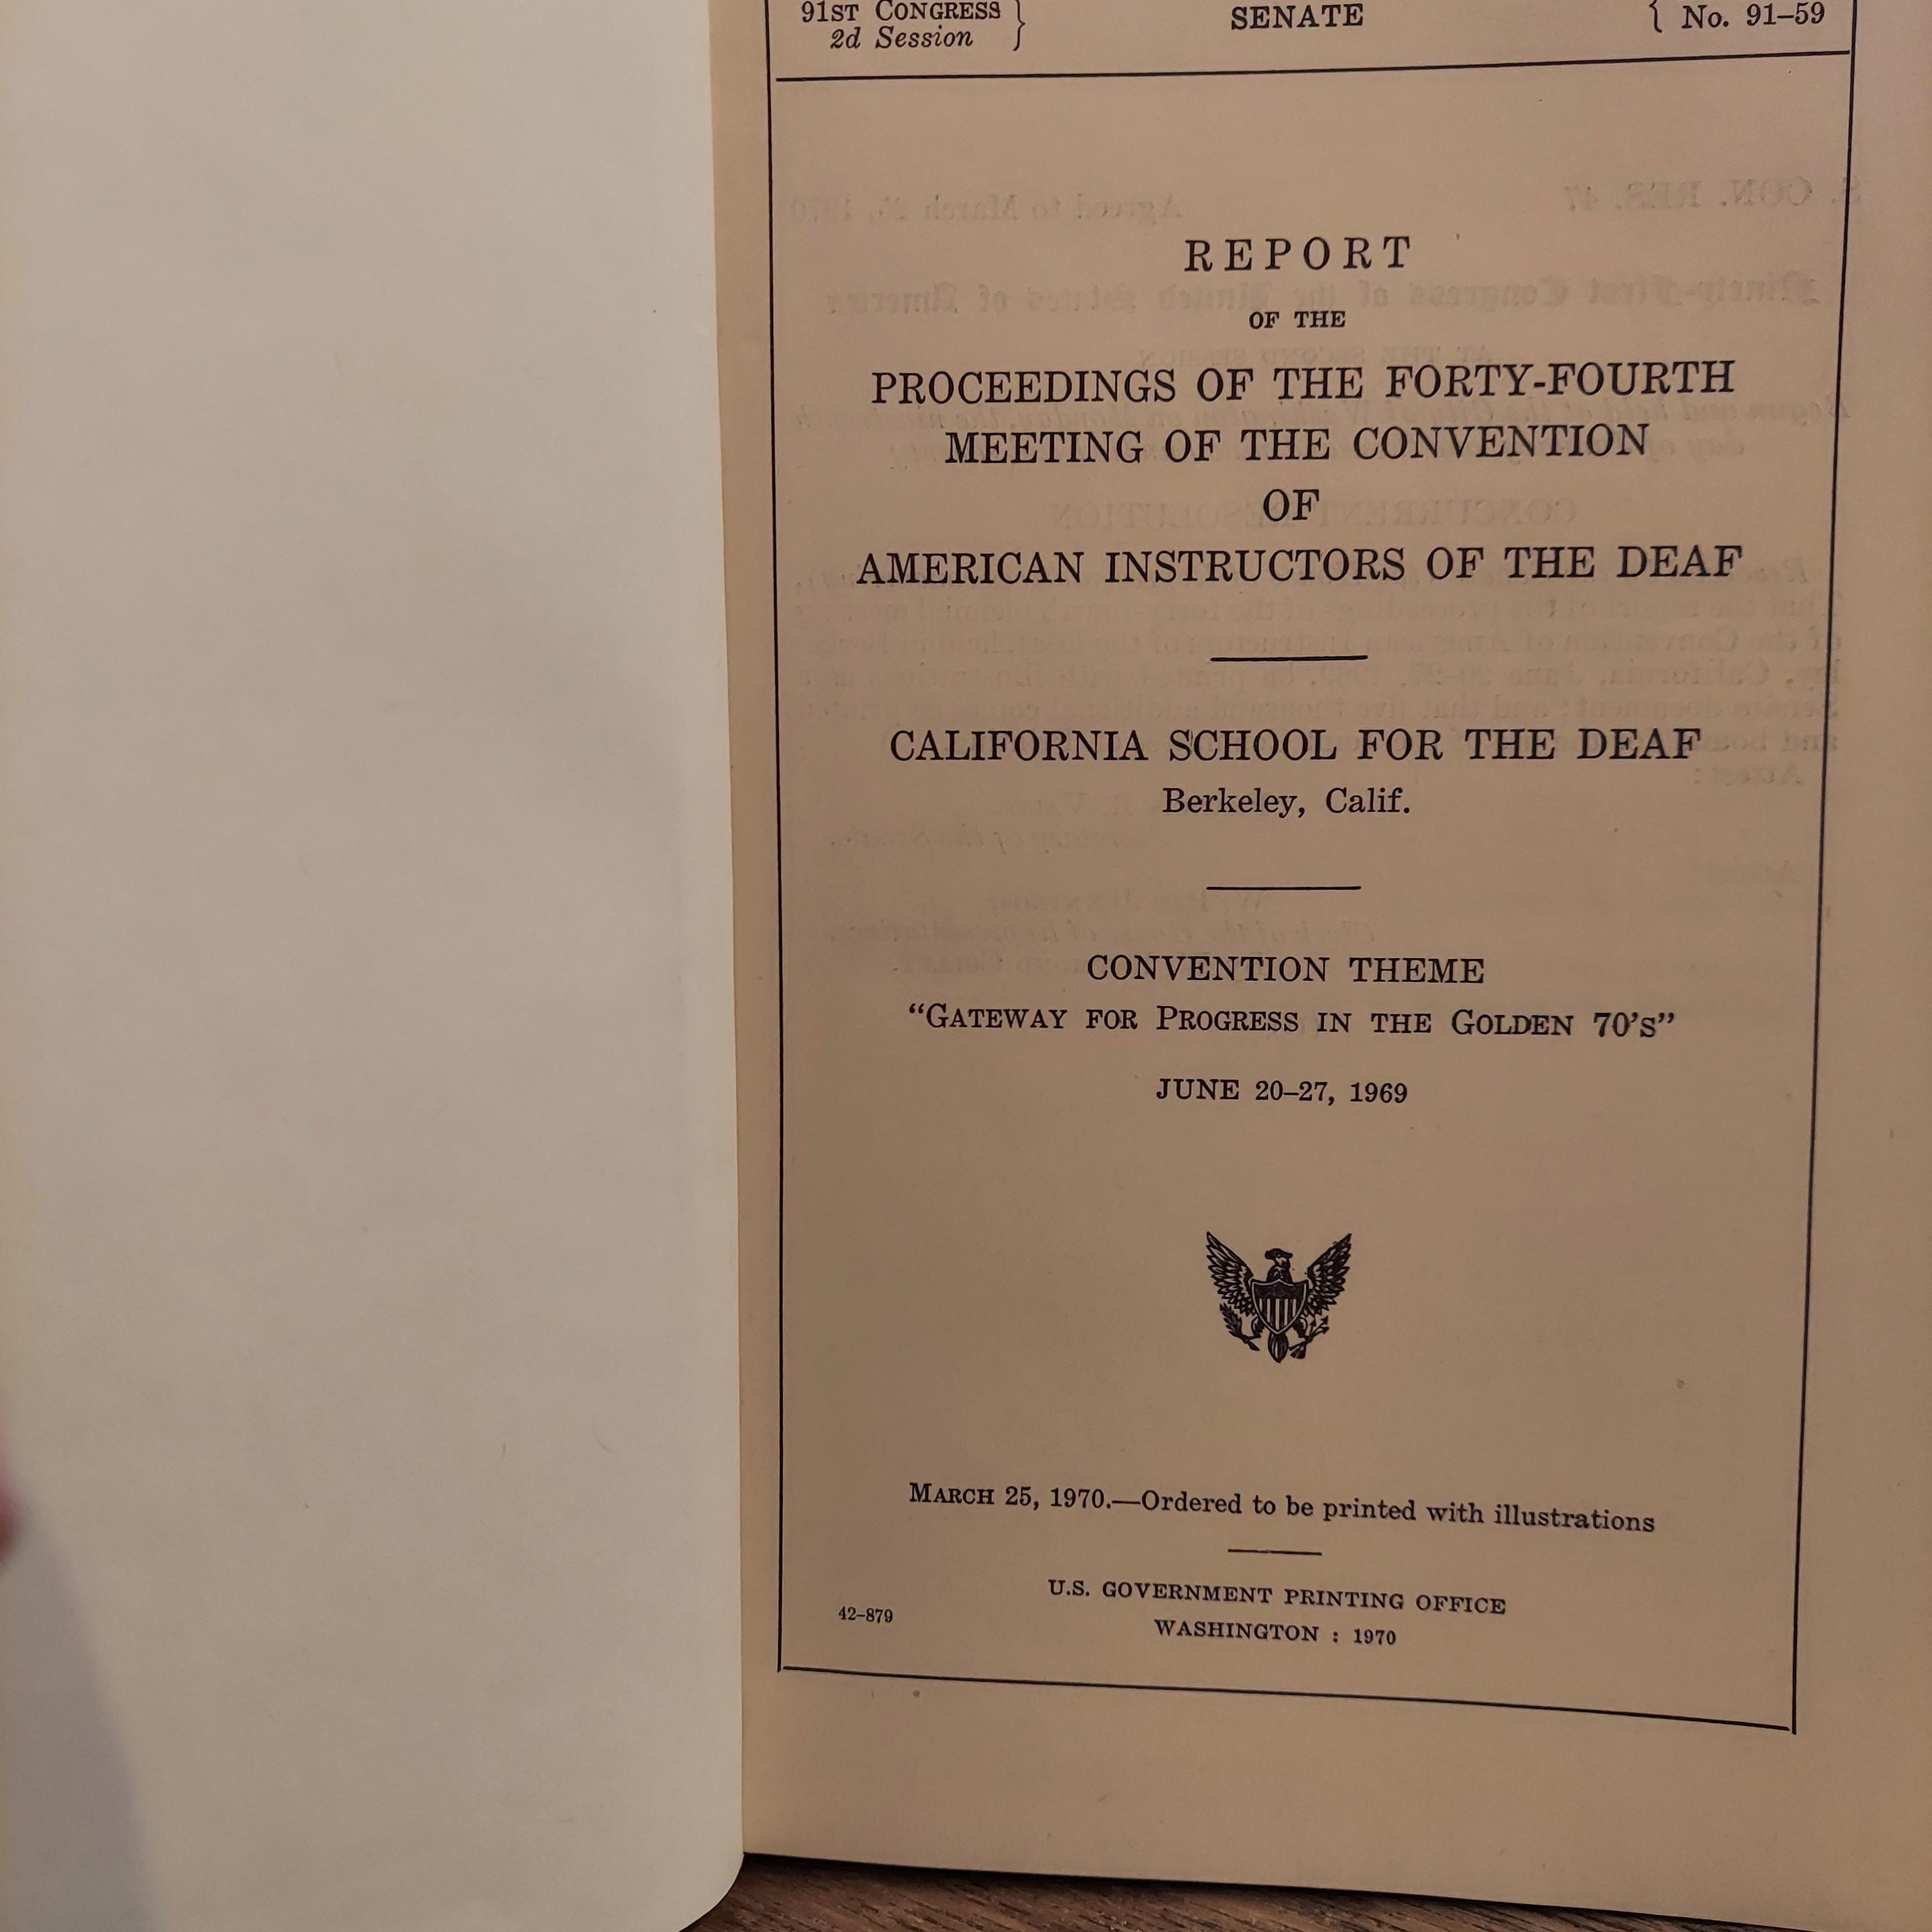 91ST CONGRESS } SENATE { No. 91–59
2d Session
REPORT
OF THE
PROCEEDINGS OF THE FORTY-FOURTH
MEETING OF THE CONVENTION
OF
AMERICAN INSTRUCTORS OF THE DEAF
CALIFORNIA SCHOOL FOR THE DEAF
Berkeley, Calif.
CONVENTION THEME
“GATEWAY FOR PROGRESS IN THE GOLDEN 70’S”
JUNE 20–27, 1969
MARCH 25, 1970.—Ordered to be printed with illustrations
U.S. GOVERNMENT PRINTING OFFICE
42–879 WASHINGTON : 1970